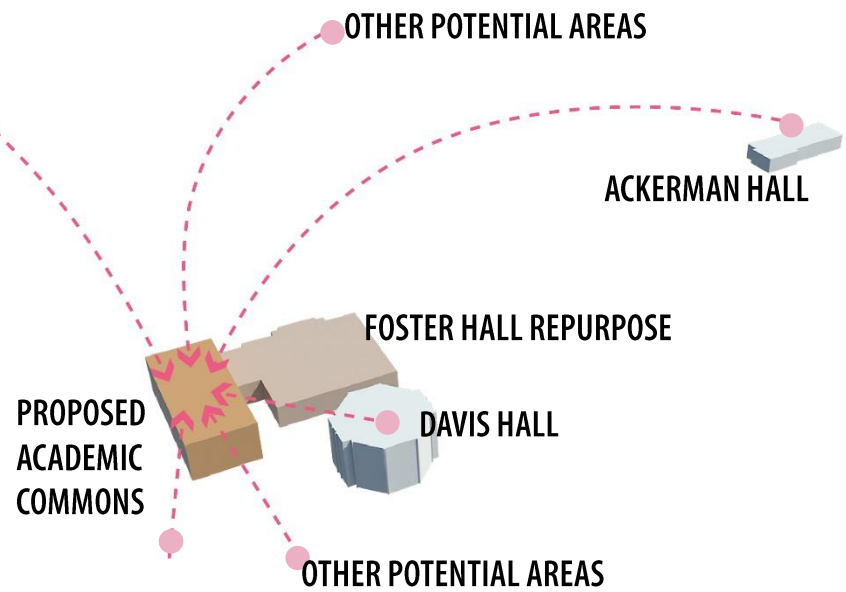 OTHER POTENTIAL AREAS
ACKERMAN HALL
FOSTER HALL REPURPOSE
PROPOSED
ACADEMIC
COMMONS
DAVIS HALL
OTHER POTENTIAL AREAS